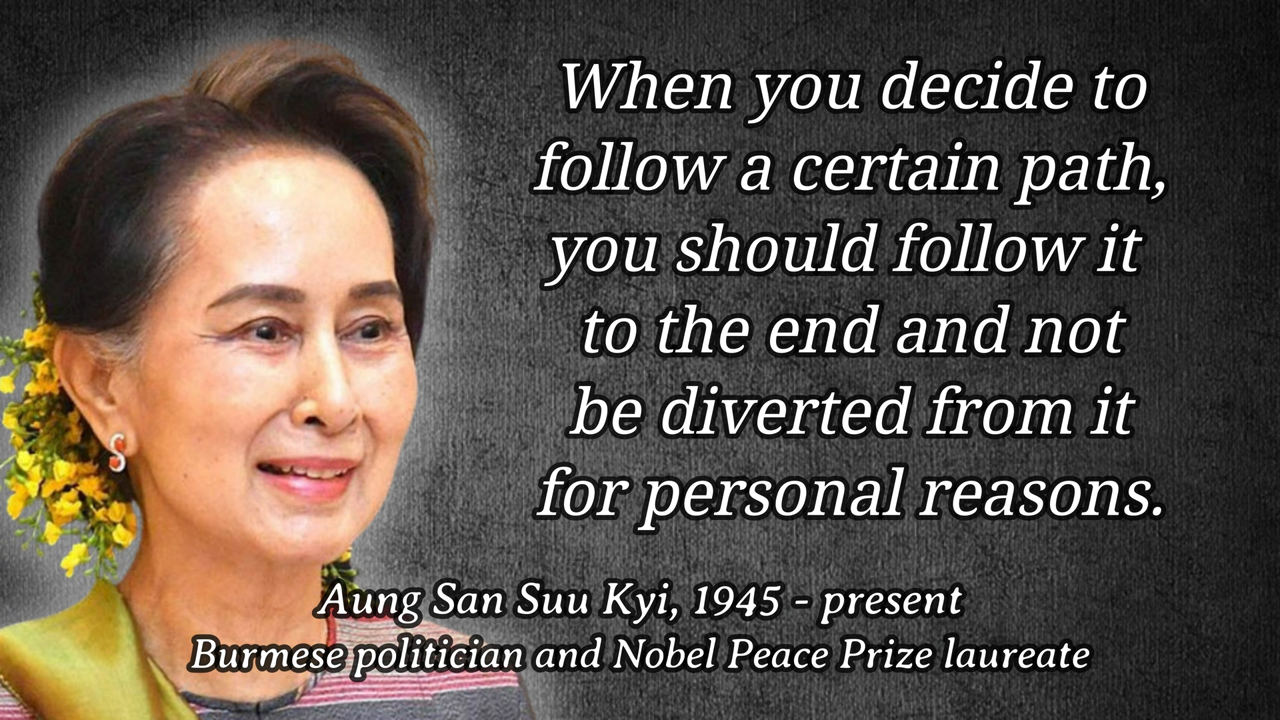 When you decide to
follow a certain path,
you should follow it
to the end and not
be diverted from it
for personal reasons.
Aung San Suu Kyi, 1945 - present
Burmese politician and Nobel Peace Prize laureate